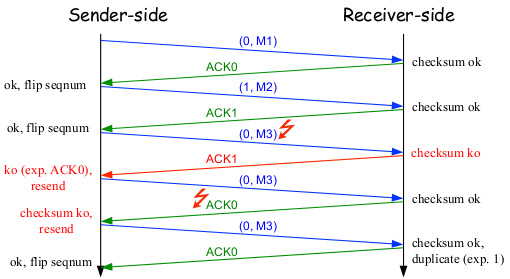 Sender-side
Receiver-side
(0, M1)
checksum ok
ACK0
ok, flip seqnum
(1, M2)
checksum ok
ACK1
ok, flip seqnum
(0, M3)
checksum ko
ACK1
ko (exp. ACK0),
resend
(0, M3)
checksum ok
ACK0
checksum ko,
resend
(0, M3)
checksum ok,
duplicate (exp. 1)
ACK0
ok, flip seqnum